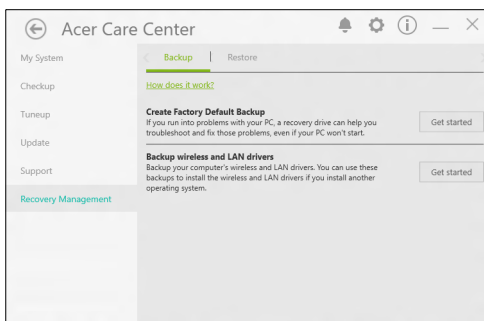 Acer Care Center
My System
Checkup
Tuneup
Update
Support
Recovery Management
Backup
Restore
How does it work?
Create Factory Default Backup
If you run into problems with your PC, a recovery drive can help you
troubleshoot and fix those problems, even if your PC won't start.
Get started
Backup wireless and LAN drivers
Backup your computer's wireless and LAN drivers. You can use these
backups to install the wireless and LAN drivers if you install another
operating system.
Get started